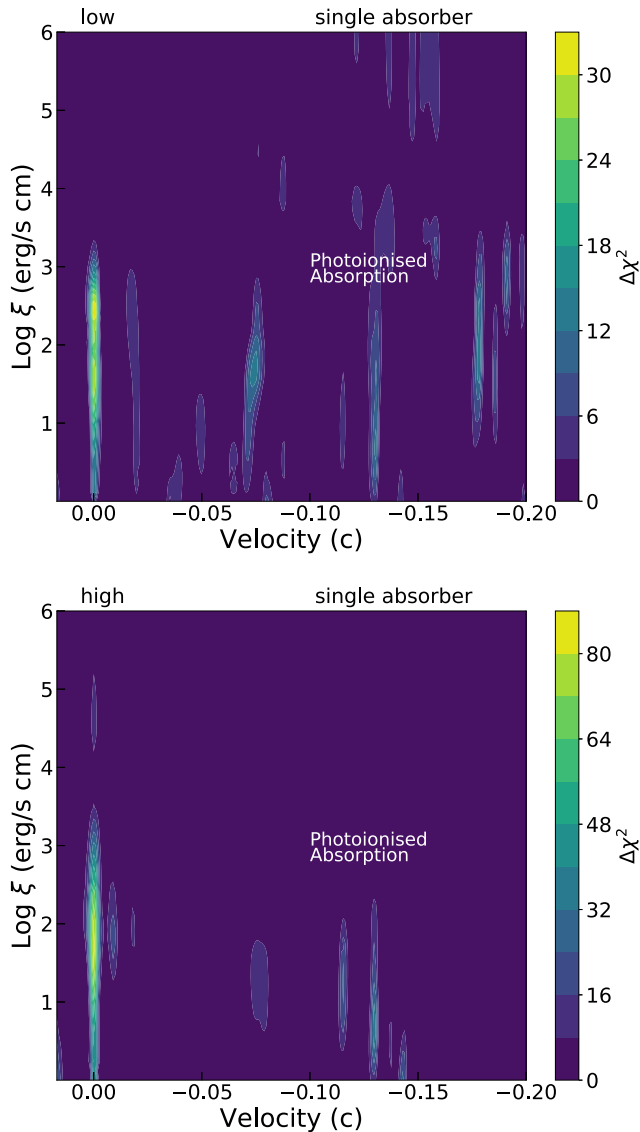 low single absorber
6
5
4
3
2
1
Log ξ (erg/s cm)
Photoionised
Absorption
0.00 −0.05 −0.10 −0.15 −0.20
Velocity (c)
30
24
18
12
6
0
Δχ²
high single absorber
6
5
4
3
2
1
Log ξ (erg/s cm)
Photoionised
Absorption
0.00 −0.05 −0.10 −0.15 −0.20
Velocity (c)
80
64
48
32
16
0
Δχ²